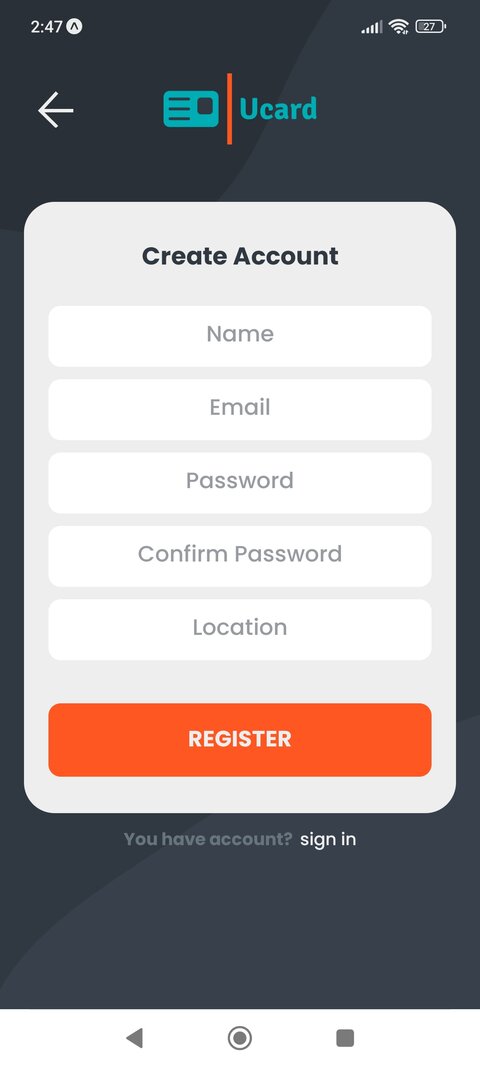 2:47
27
Ucard
Create Account
Name
Email
Password
Confirm Password
Location
REGISTER
You have account? sign in